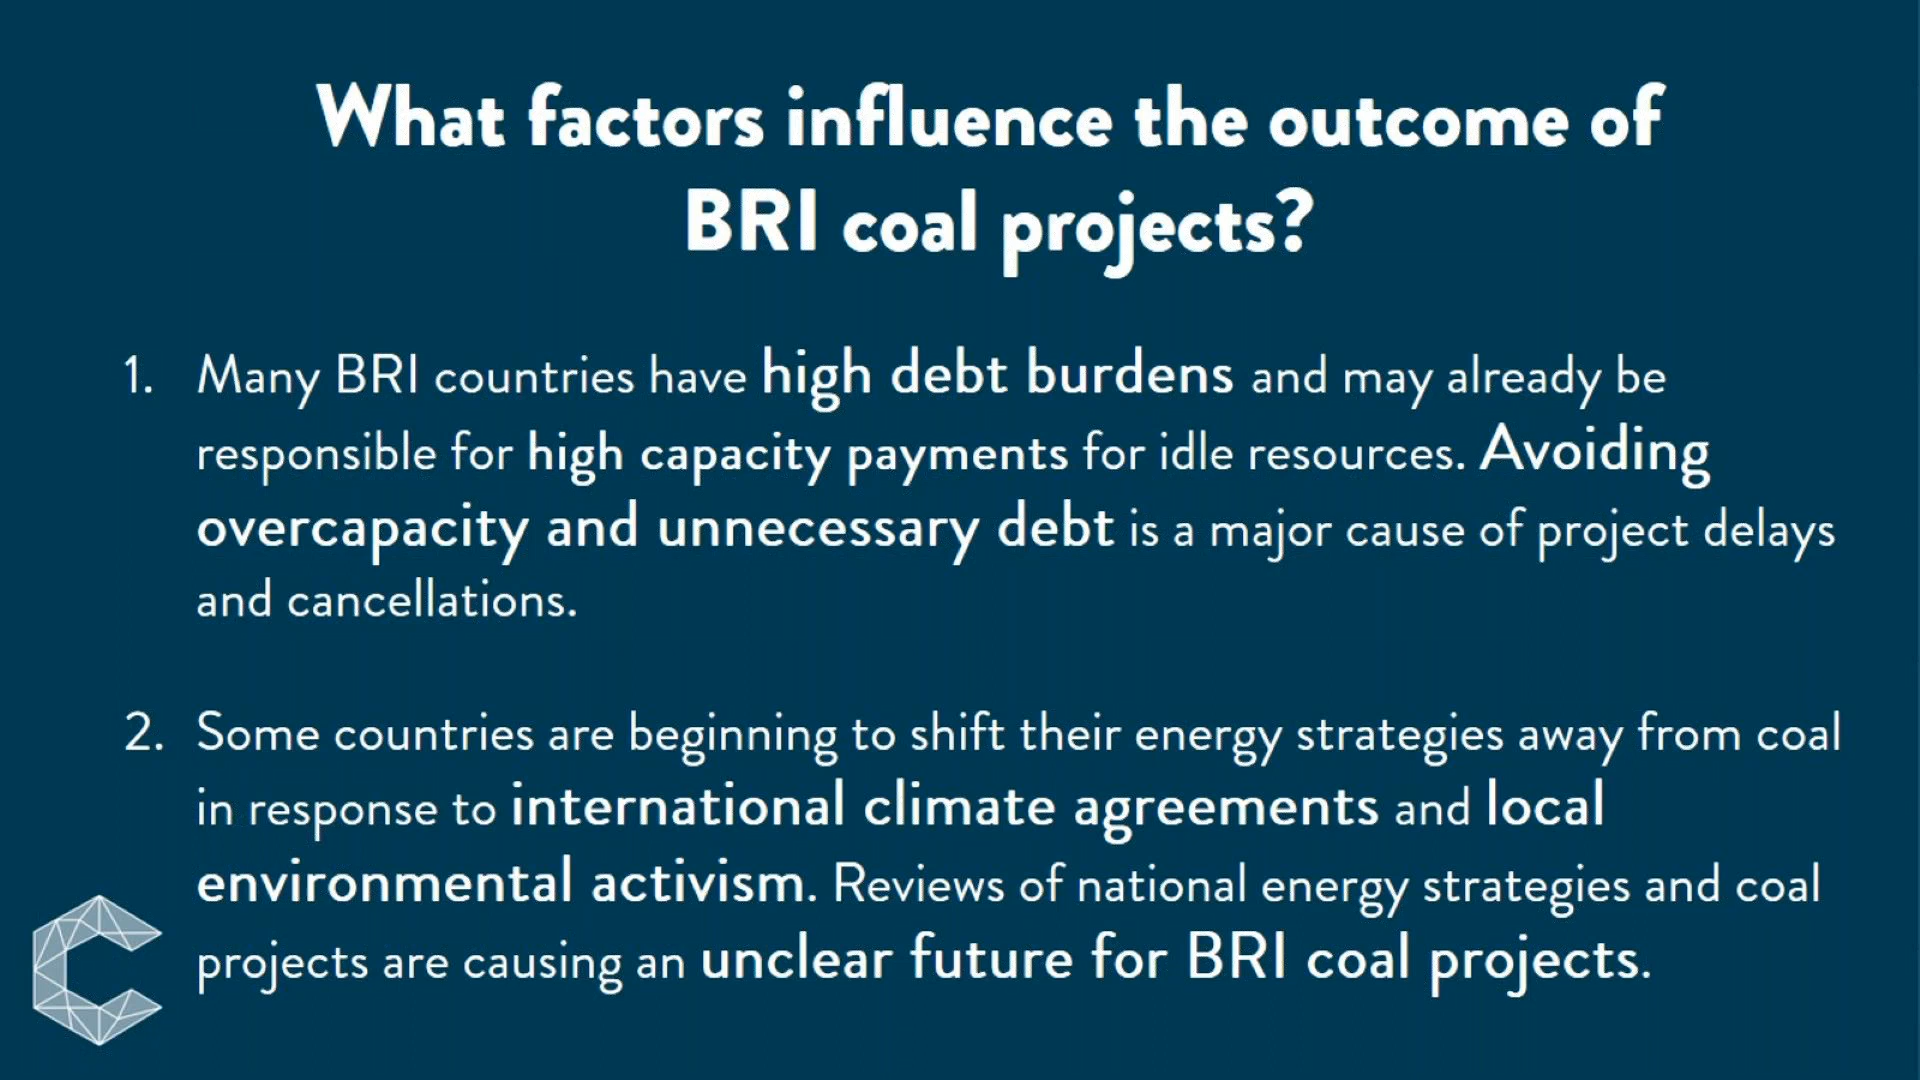 What factors influence the outcome of
BRI coal projects?
1. Many BRI countries have high debt burdens and may already be
responsible for high capacity payments for idle resources. Avoiding
overcapacity and unnecessary debt is a major cause of project delays
and cancellations.
2. Some countries are beginning to shift their energy strategies away from coal
in response to international climate agreements and local
environmental activism. Reviews of national energy strategies and coal
projects are causing an unclear future for BRI coal projects.